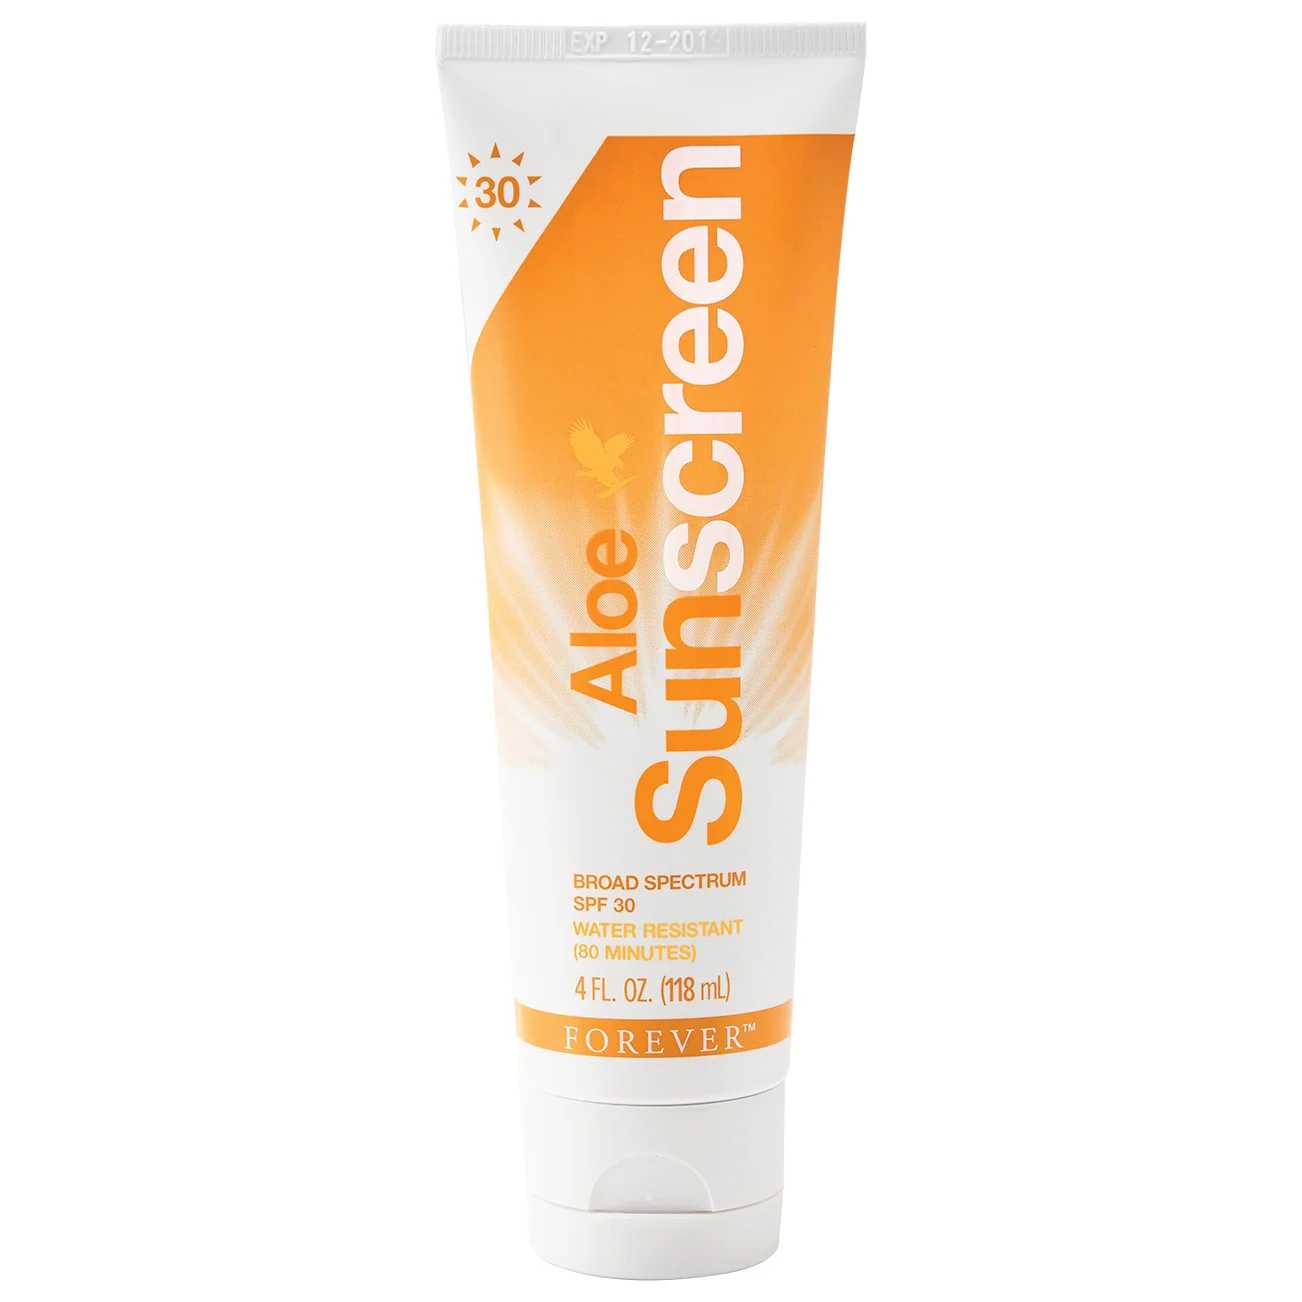 EXP 12-2019
30
Aloe
Sunscreen
BROAD SPECTRUM
SPF 30
WATER RESISTANT
(80 MINUTES)
4 FL. OZ. (118 mL)
FOREVER™